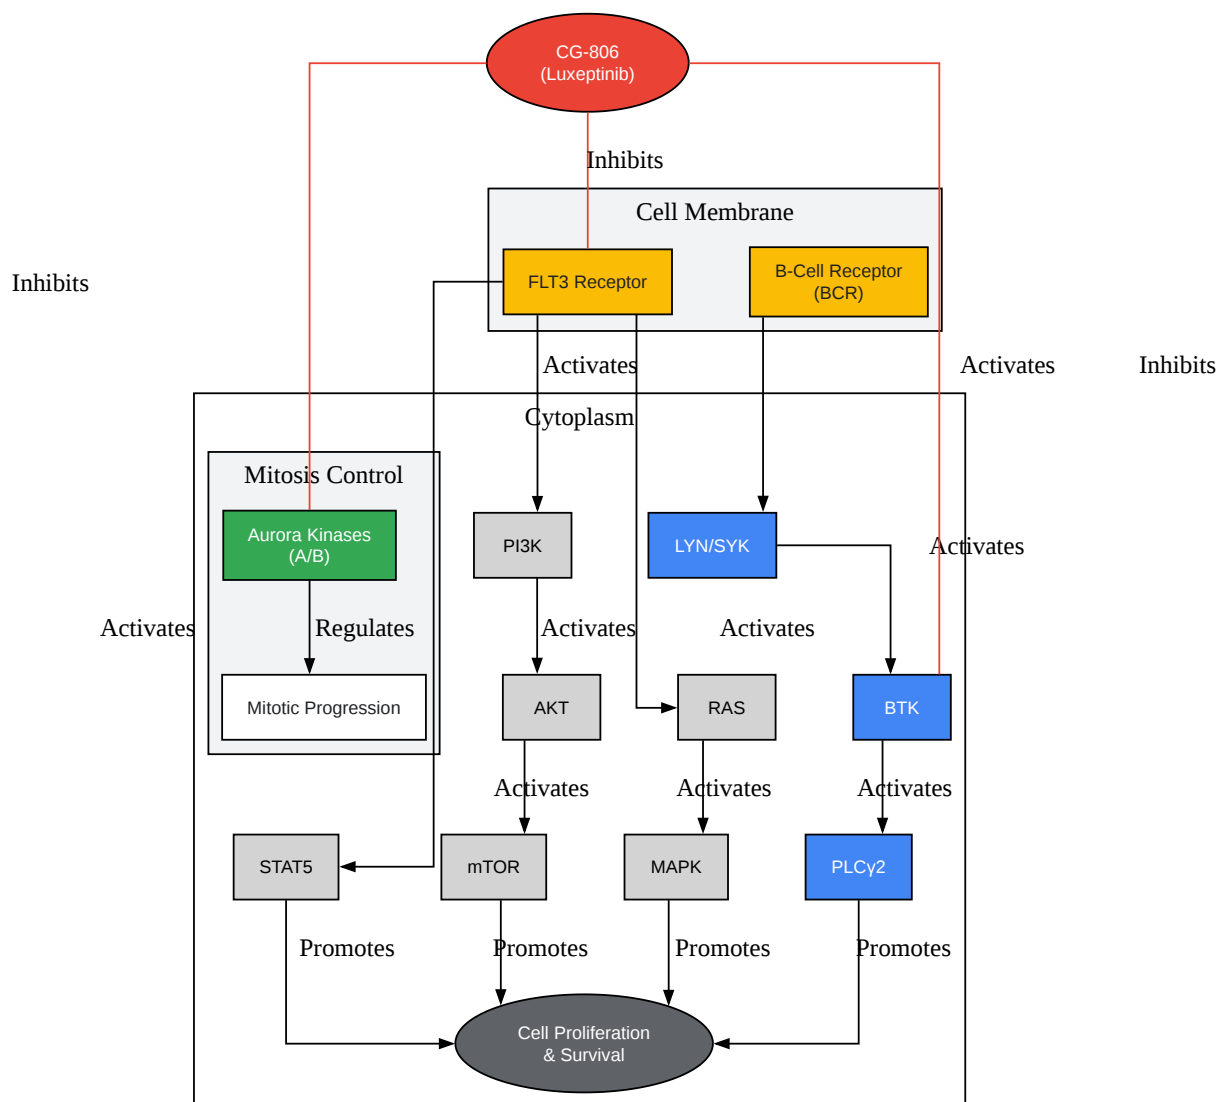 CG-806
(Luxeptinib)
Inhibits
Cell Membrane
FLT3 Receptor
B-Cell Receptor
(BCR)
Inhibits
Activates
Activates
Inhibits
Cytoplasm
Mitosis Control
Aurora Kinases
(A/B)
PI3K
LYN/SYK
Activates
Activates
Regulates
Activates
Activates
Mitotic Progression
AKT
RAS
BTK
Activates
Activates
Activates
STAT5
mTOR
MAPK
PLCγ2
Promotes
Promotes
Promotes
Promotes
Cell Proliferation
& Survival